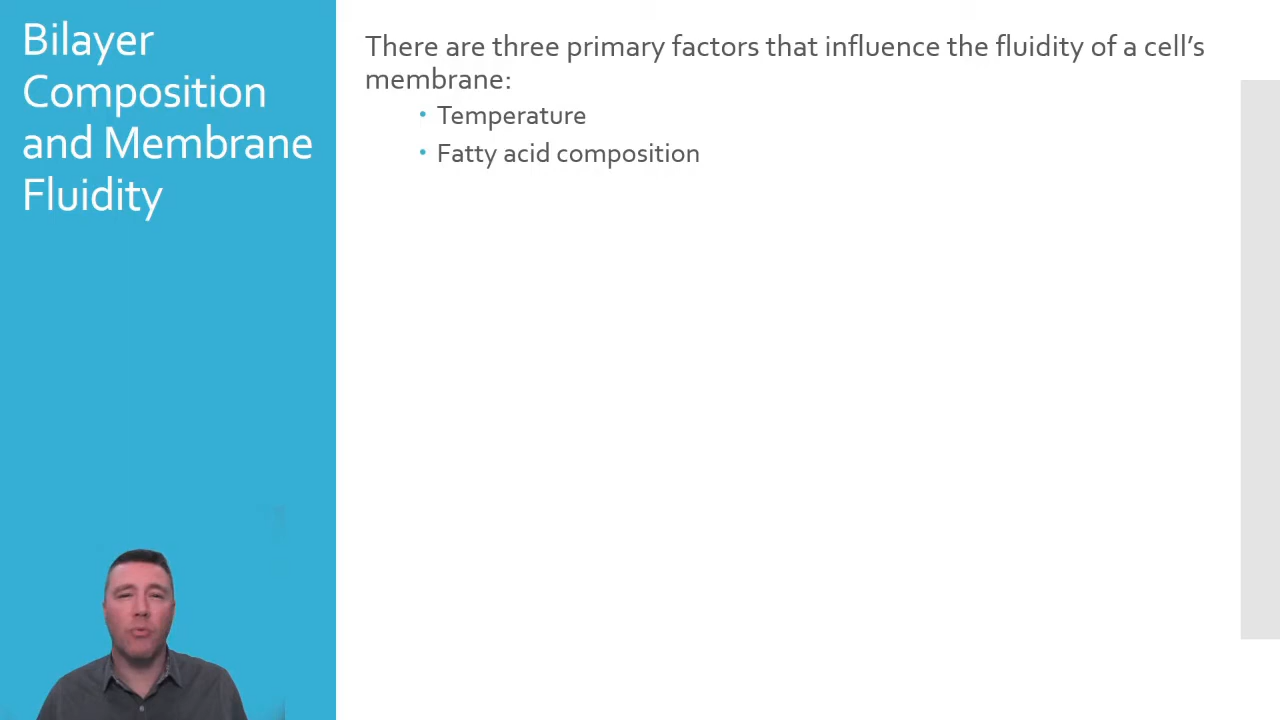 Bilayer
Composition
and Membrane
Fluidity
There are three primary factors that influence the fluidity of a cell’s
membrane:
• Temperature
• Fatty acid composition